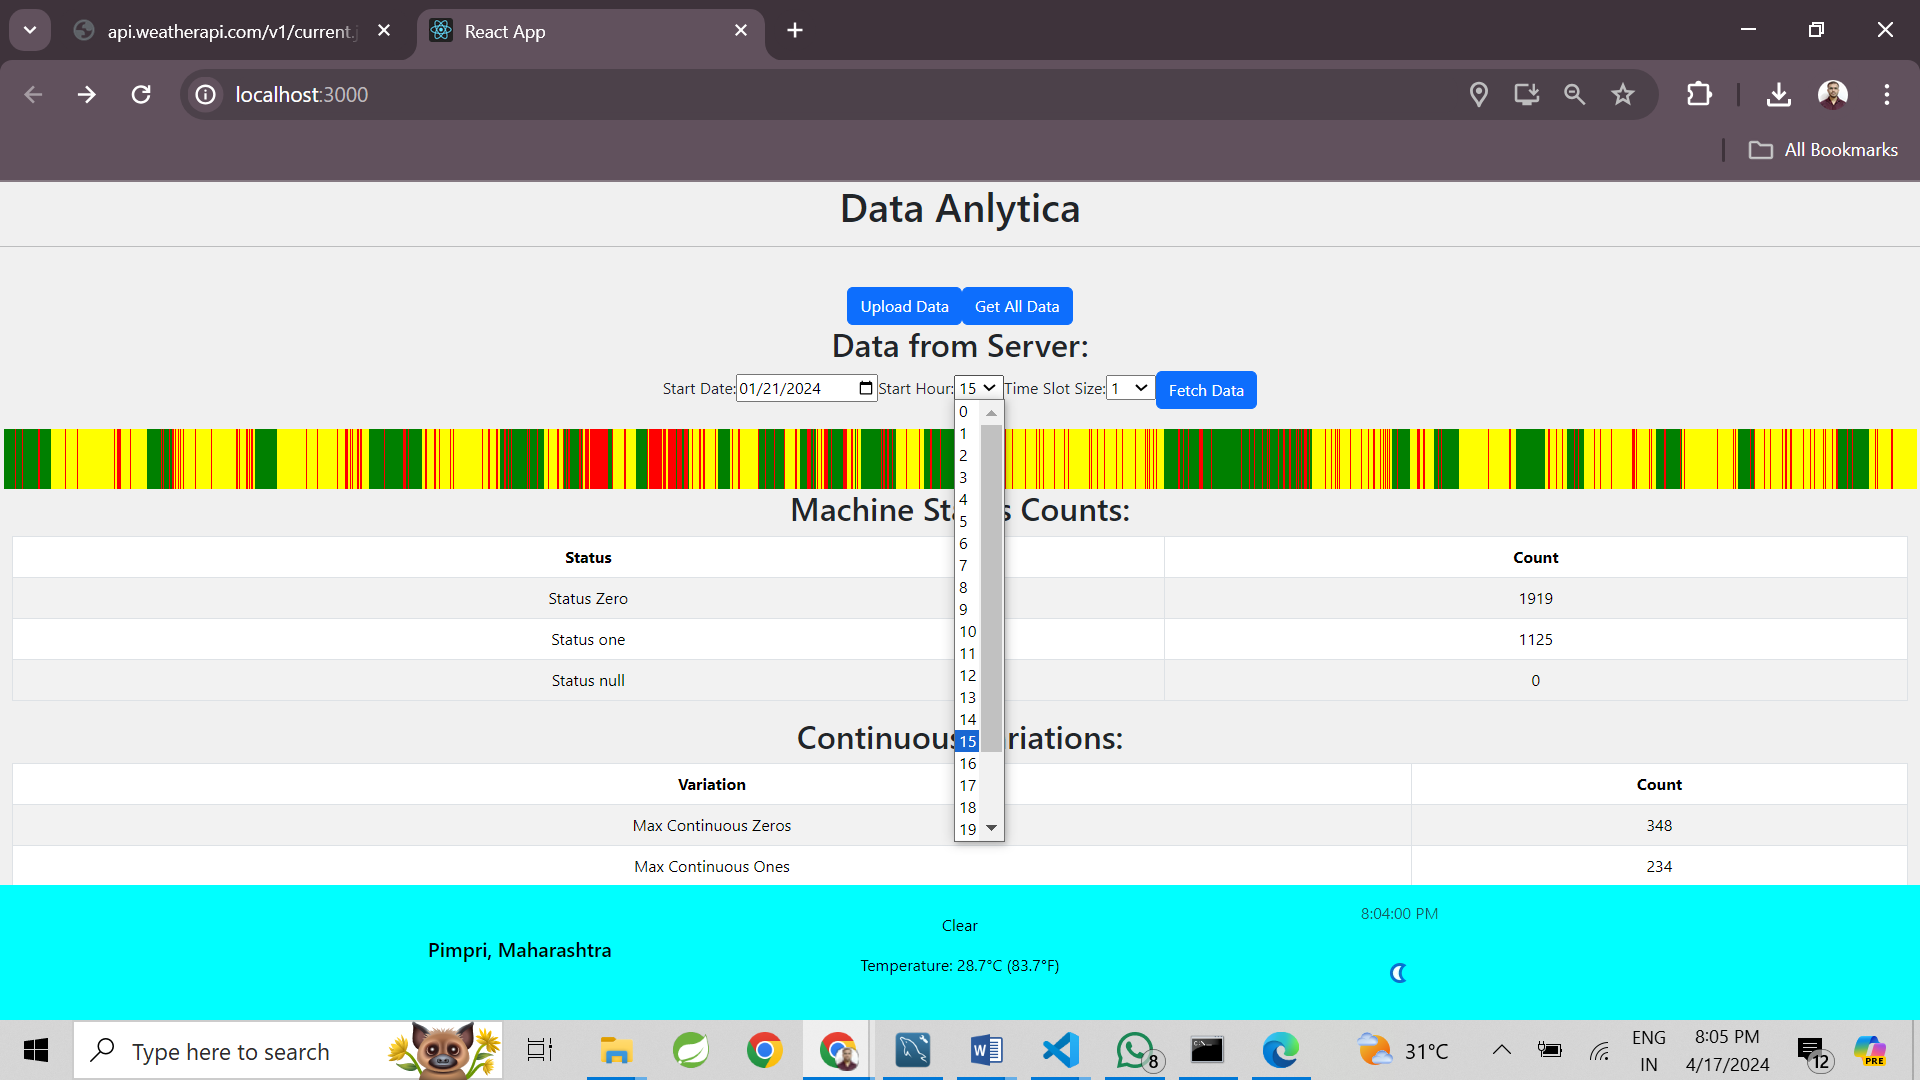 api.weatherapi.com/v1/current.j
React App
localhost:3000
All Bookmarks
Data Anlytica
Upload Data Get All Data
Data from Server:
Start Date: 01/21/2024 Start Hour: 15 Time Slot Size: 1 Fetch Data
0
1
2
3
4
5
6
7
8
9
10
11
12
13
14
15
16
17
18
19
Machine St s Counts:
Status Count
Status Zero 1919
Status one 1125
Status null 0
Continuous riations:
Variation Count
Max Continuous Zeros 348
Max Continuous Ones 234
Pimpri, Maharashtra
Clear
Temperature: 28.7°C (83.7°F)
8:04:00 PM
Type here to search
8
31°C
ENG
IN
8:05 PM
4/17/2024
12
PRE